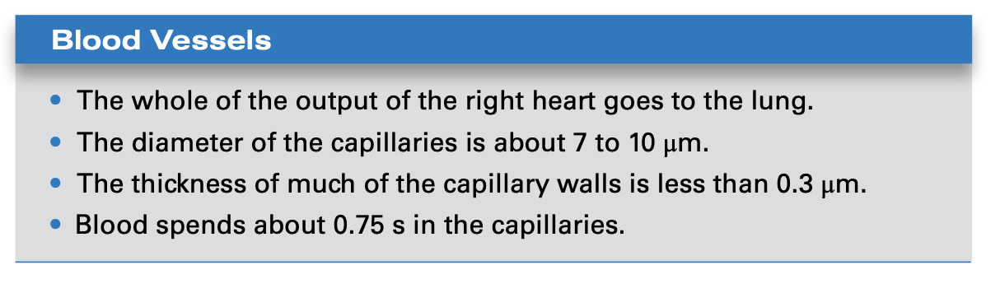 Blood Vessels
• The whole of the output of the right heart goes to the lung.
• The diameter of the capillaries is about 7 to 10 μm.
• The thickness of much of the capillary walls is less than 0.3 μm.
• Blood spends about 0.75 s in the capillaries.